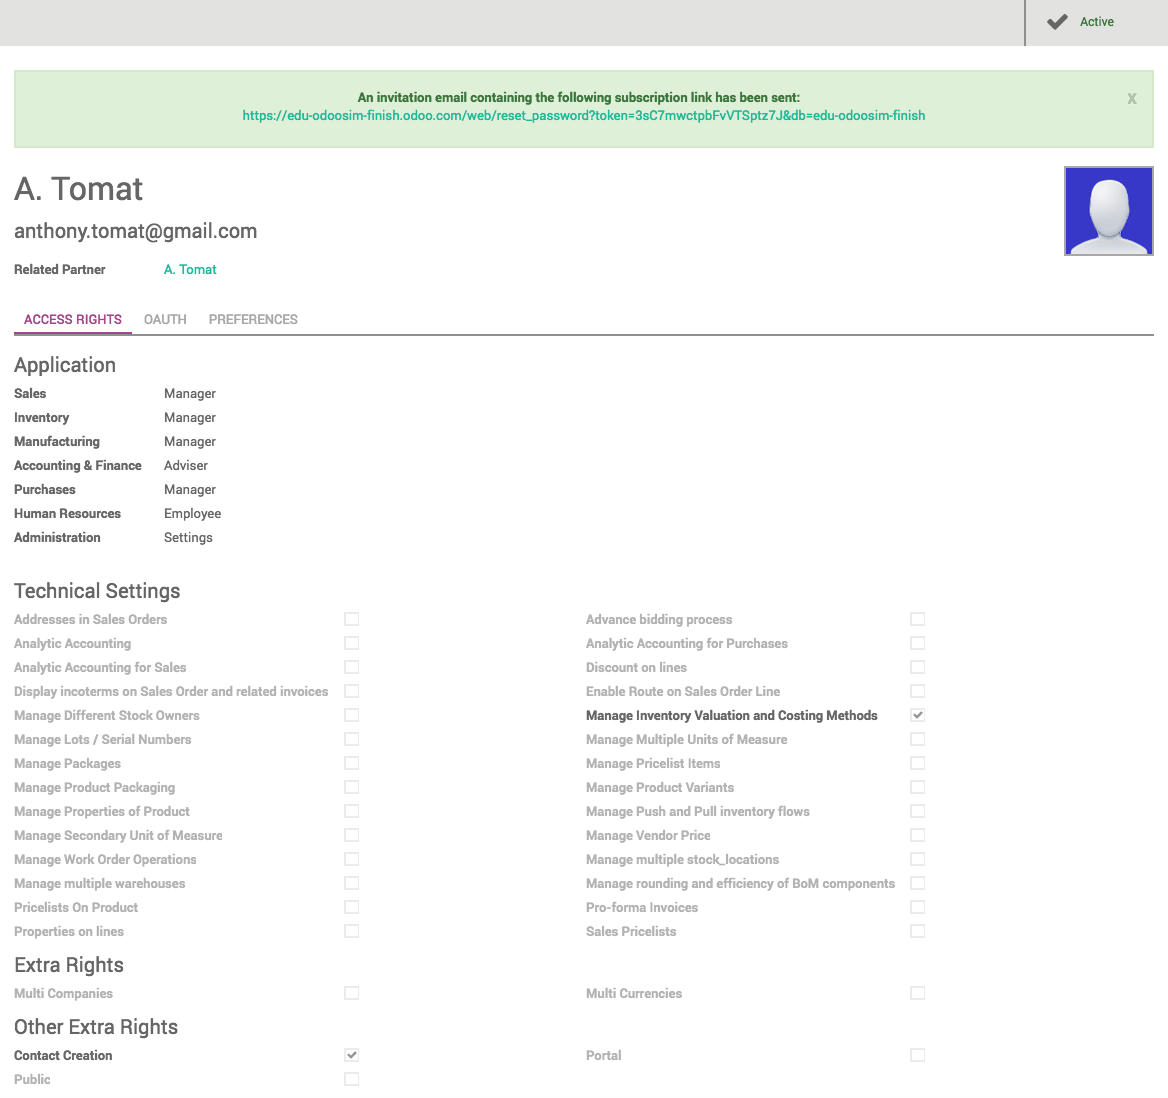 Active
An invitation email containing the following subscription link has been sent:
x
https://edu-odoosim-finish.odoo.com/web/reset_password?token=3sC7mwctpbFvVTSptz7J&db=edu-odoosim-finish
A. Tomat
anthony.tomat@gmail.com
Related Partner A. Tomat
ACCESS RIGHTS OAUTH PREFERENCES
Application
Sales Manager
Inventory Manager
Manufacturing Manager
Accounting & Finance Adviser
Purchases Manager
Human Resources Employee
Administration Settings
Technical Settings
Addresses in Sales Orders Advance bidding process
Analytic Accounting Analytic Accounting for Purchases
Analytic Accounting for Sales Discount on lines
Display incoterms on Sales Order and related invoices Enable Route on Sales Order Line
Manage Different Stock Owners Manage Inventory Valuation and Costing Methods
Manage Lots / Serial Numbers Manage Multiple Units of Measure
Manage Packages Manage Pricelist Items
Manage Product Packaging Manage Product Variants
Manage Properties of Product Manage Push and Pull inventory flows
Manage Secondary Unit of Measure Manage Vendor Price
Manage Work Order Operations Manage multiple stock_locations
Manage multiple warehouses Manage rounding and efficiency of BoM components
Pricelists On Product Pro-forma Invoices
Properties on lines Sales Pricelists
Extra Rights
Multi Companies Multi Currencies
Other Extra Rights
Contact Creation Portal
Public